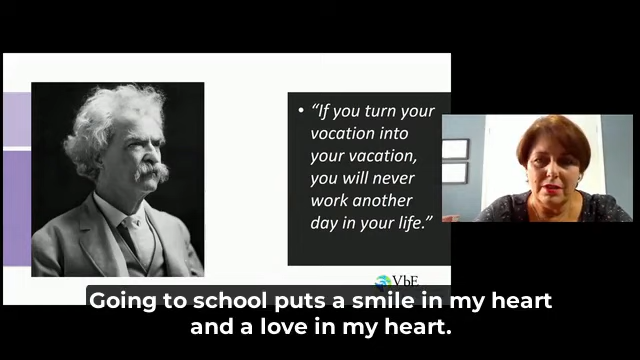 • “If you turn your
vocation into
your vacation,
you will never
work another
day in your life.”
VbE
Going to school puts a smile in my heart
and a love in my heart.